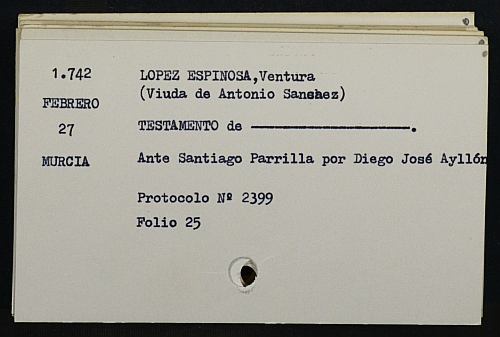 1.742
FEBRERO
27
MURCIA
LOPEZ ESPINOSA,Ventura
(Viuda de Antonio Sanchez)
TESTAMENTO de ——————————.
Ante Santiago Parrilla por Diego José Ayllón
Protocolo Nº 2399
Folio 25